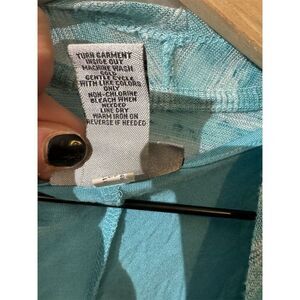 TURN GARMENT
INSIDE OUT
MACHINE WASH
COLD
GENTLE CYCLE
WITH LIKE COLORS
ONLY
NON-CHLORINE
BLEACH WHEN
NEEDED
LINE DRY
WARM IRON ON
REVERSE IF NEEDED